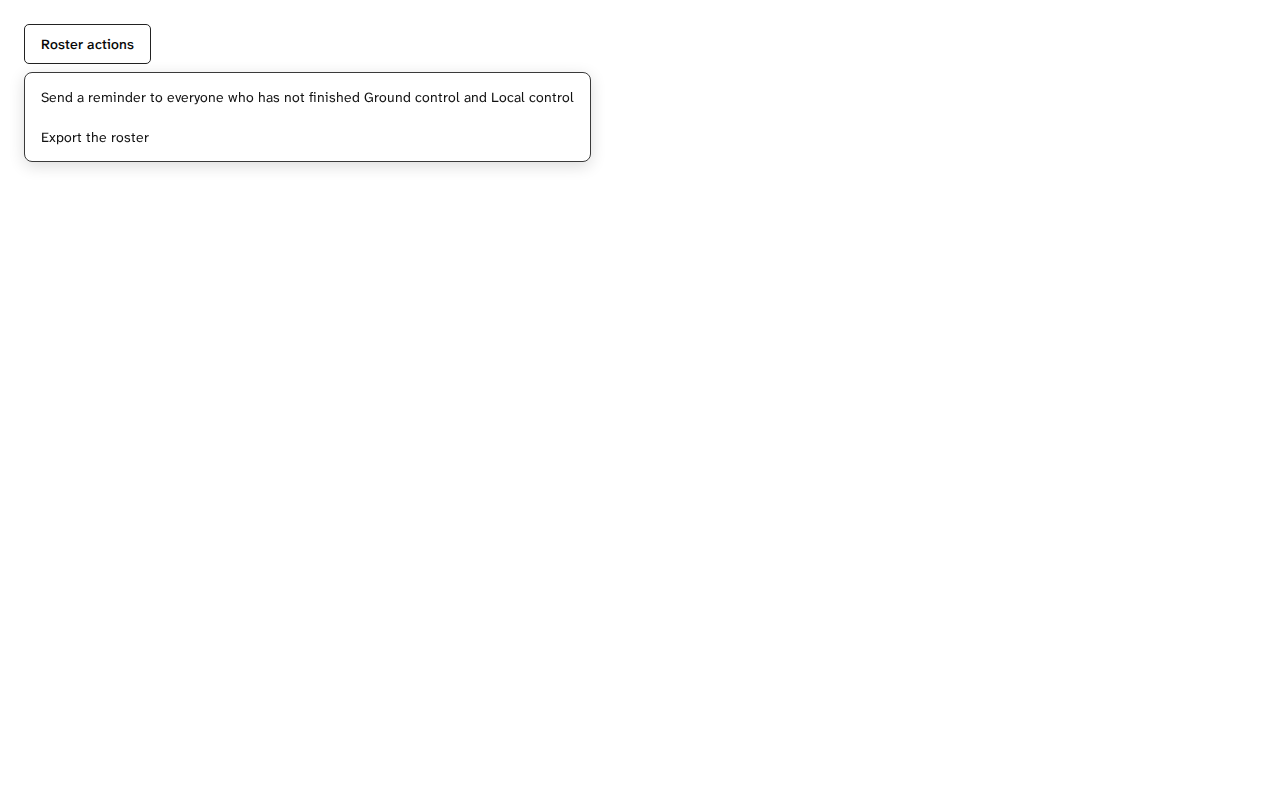 Roster actions
Send a reminder to everyone who has not finished Ground control and Local control
Export the roster